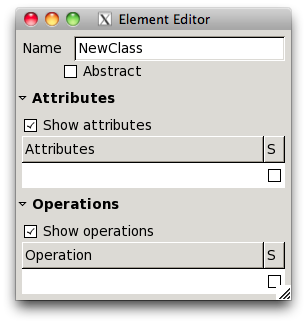 Element Editor
Name NewClass
Abstract
Attributes
Show attributes
Attributes S
Operations
Show operations
Operation S